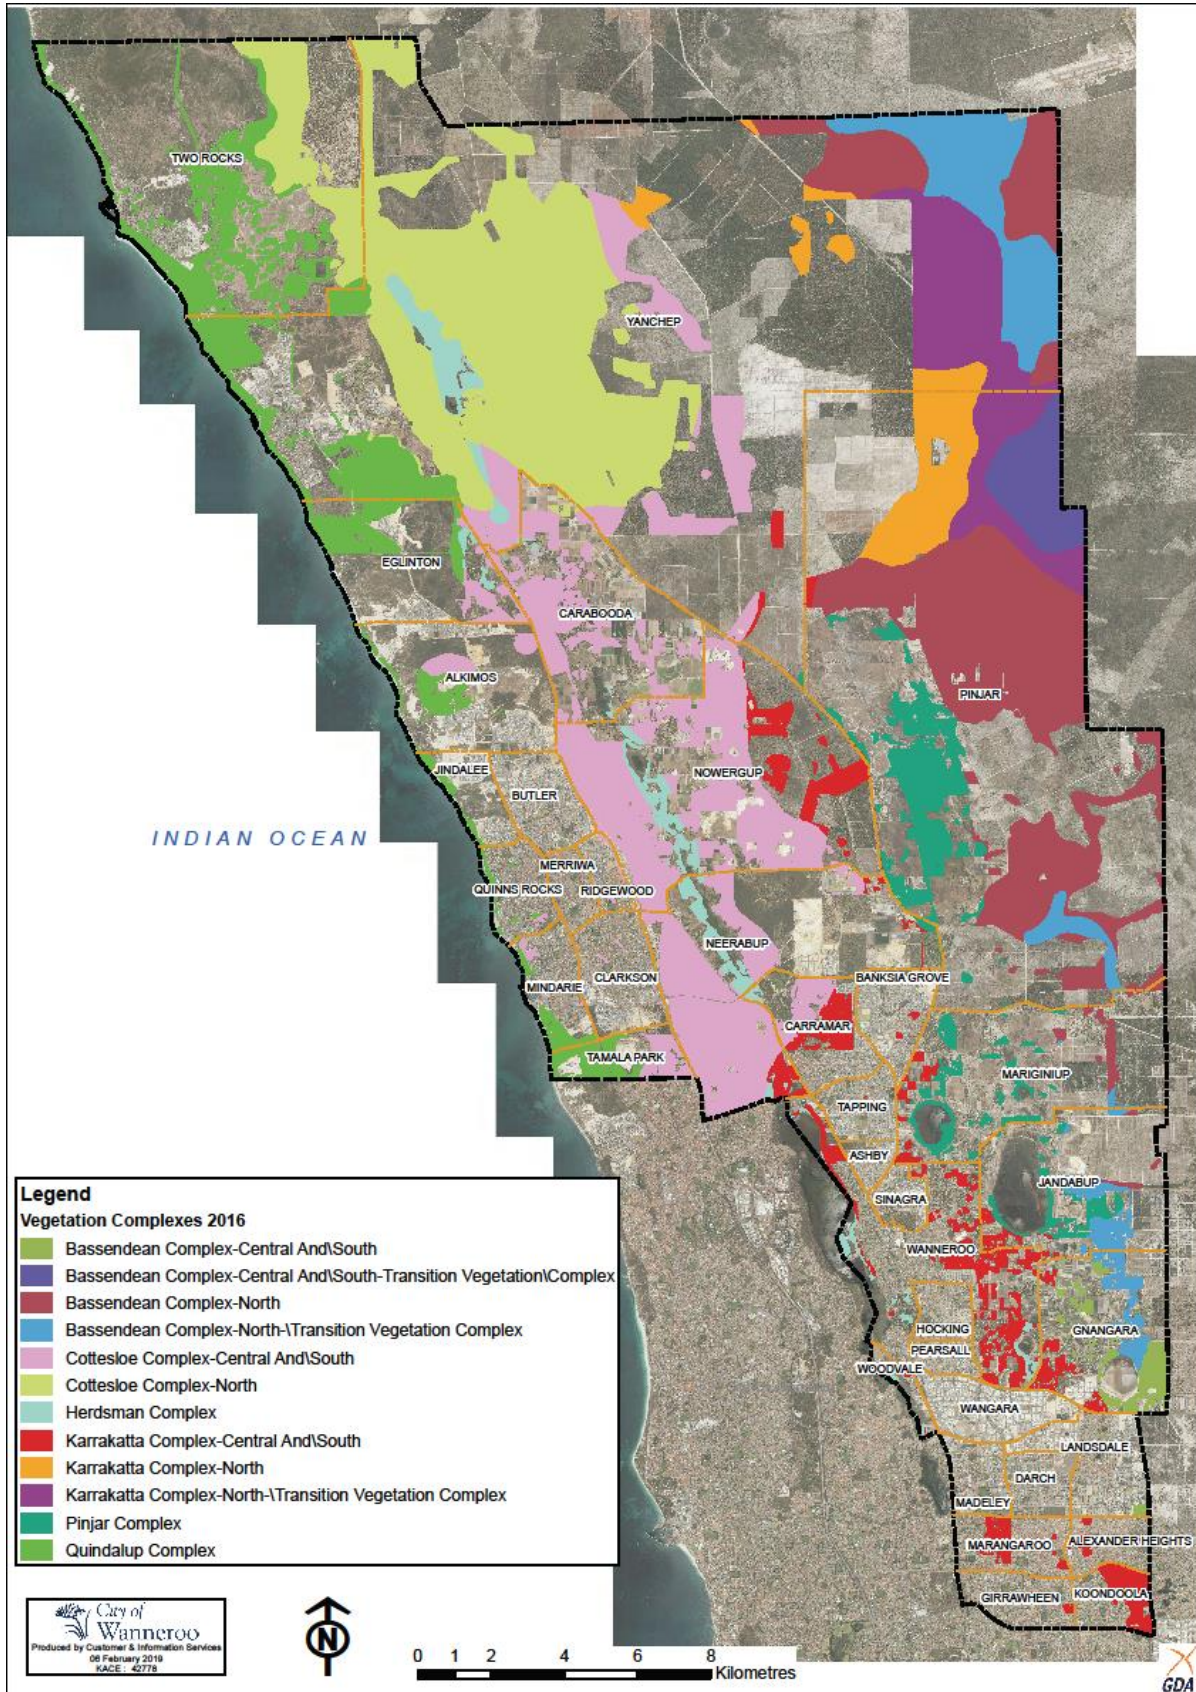 TWO ROCKS
YANCHEP
EGLINTON
CARABOODA
ALKIMOS
PINJAR
NOWERGUP
JINDALEE
BUTLER
INDIAN OCEAN
MERRIWA
QUINNS ROCKS
RIDGEWOOD
NEERABUP
CLARKSON
BANKSIA GROVE
MINDARIE
CARRAMAR
TAMALA PARK
MARIGINIUP
TAPPING
ASHBY
JANDABUP
SINAGRA
WANNEROO
HOCKING
GNANGARA
PEARSALL
WOODVALE
WANGARA
LANDSDALE
DARCH
MADELEY
MARANGAROO
ALEXANDER HEIGHTS
GIRRAWHEEN
KOONDOOLA
Legend
Vegetation Complexes 2016
Bassendean Complex-Central And\South
Bassendean Complex-Central And\South-Transition Vegetation\Complex
Bassendean Complex-North
Bassendean Complex-North-\Transition Vegetation Complex
Cottesloe Complex-Central And\South
Cottesloe Complex-North
Herdsman Complex
Karrakatta Complex-Central And\South
Karrakatta Complex-North
Karrakatta Complex-North-\Transition Vegetation Complex
Pinjar Complex
Quindalup Complex
City of
Wanneroo
Produced by Customer & Information Services
06 February 2019
KACE : 42778
N
0 1 2 4 6 8
Kilometres
GDA